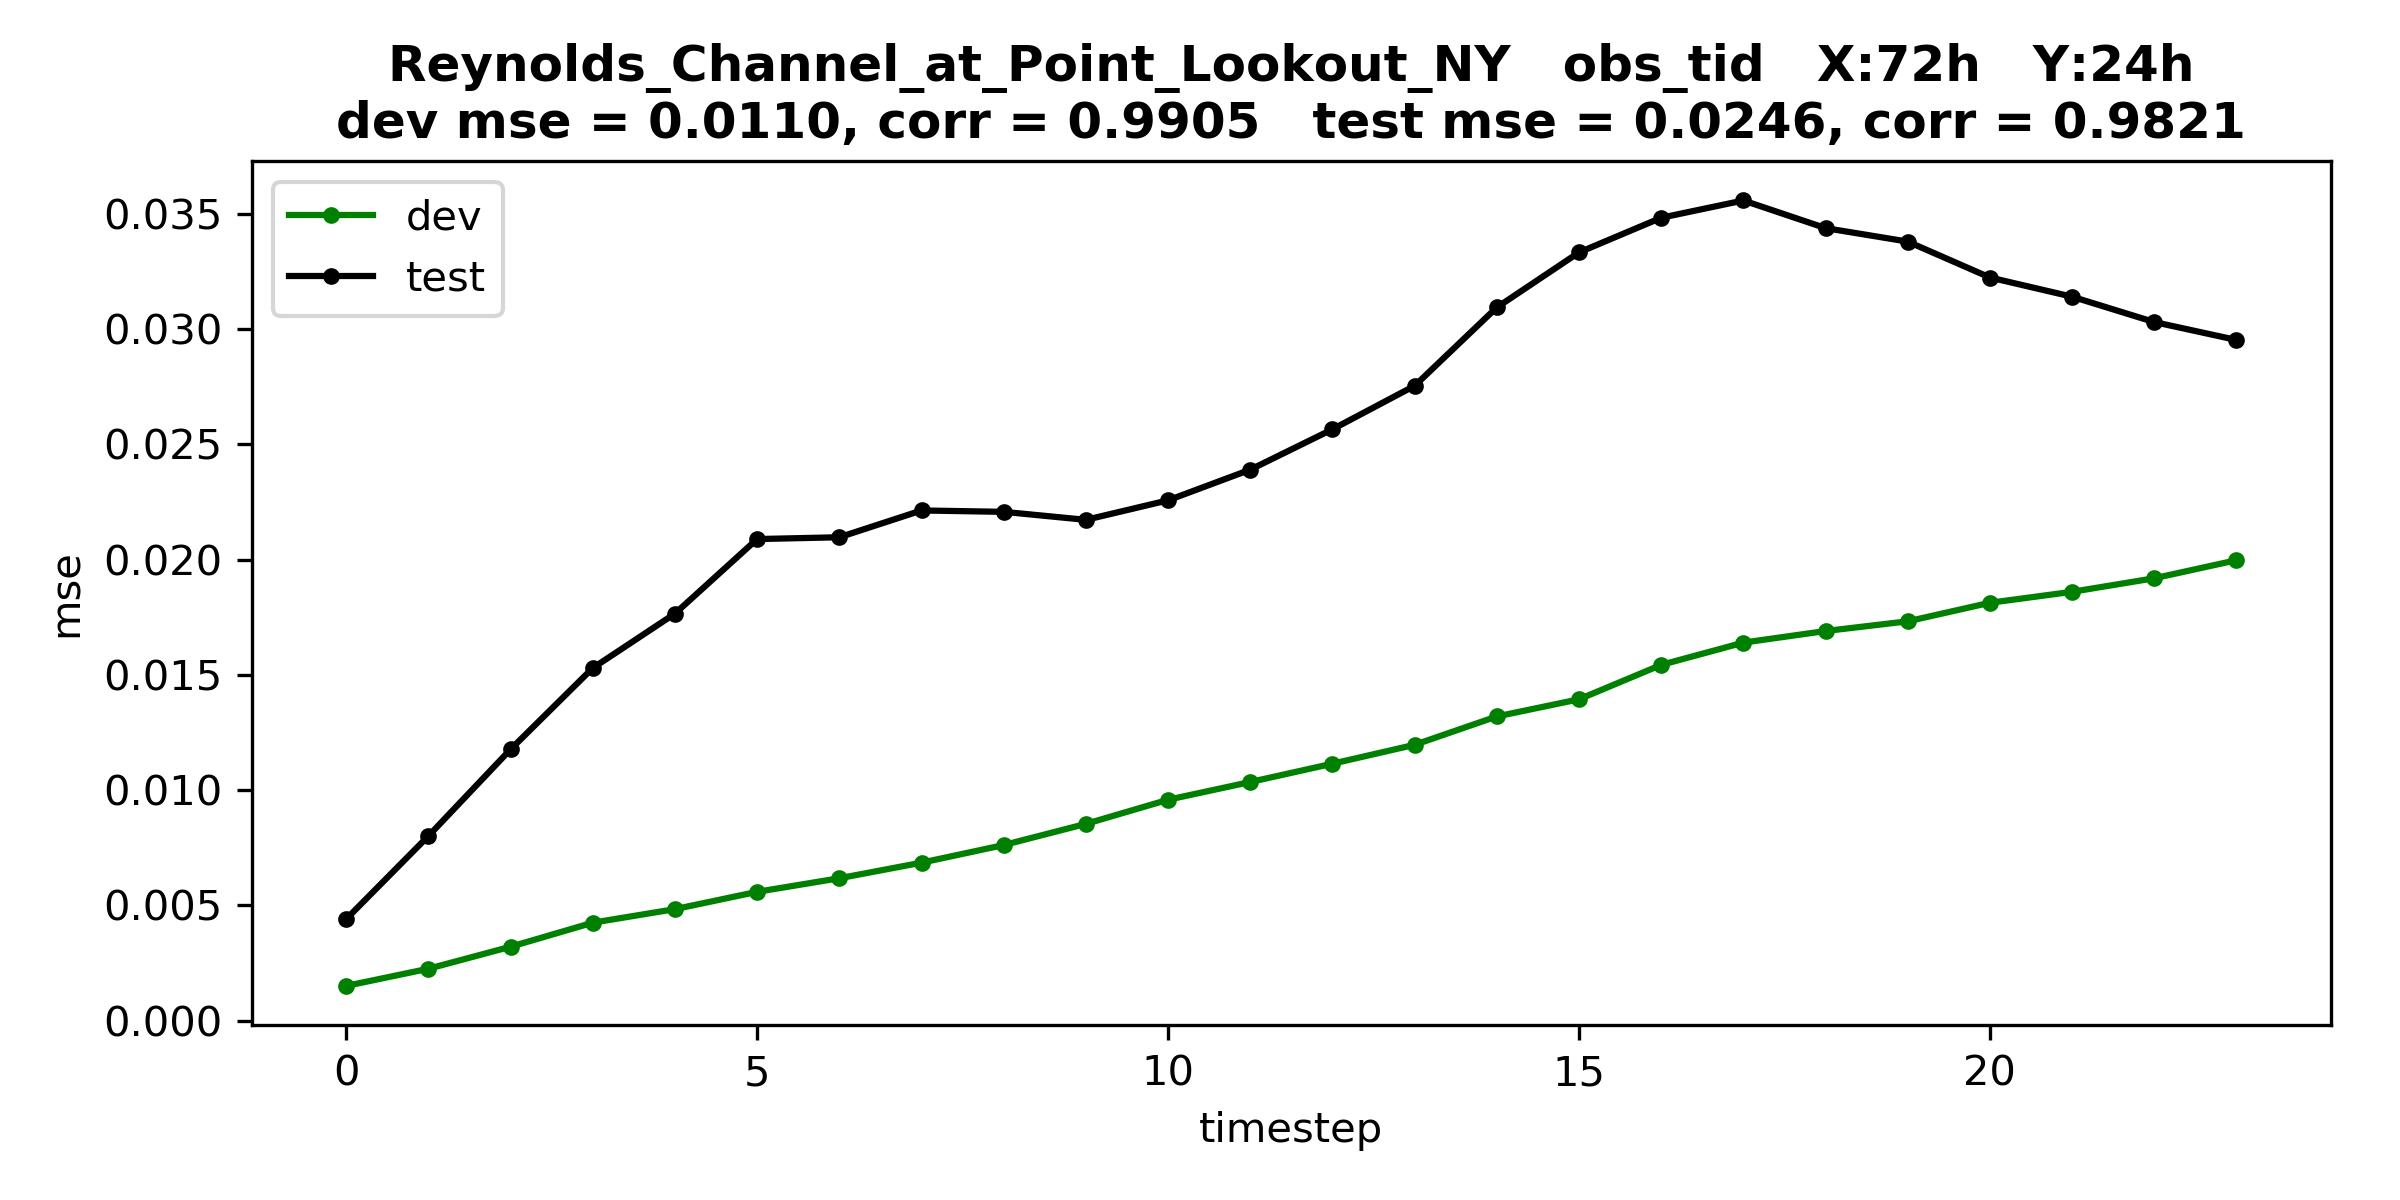 Reynolds_Channel_at_Point_Lookout_NY   obs_tid   X:72h   Y:24h
dev mse = 0.0110, corr = 0.9905   test mse = 0.0246, corr = 0.9821
dev
test
0.035
0.030
0.025
0.020
0.015
0.010
0.005
0.000
mse
0
5
10
15
20
timestep